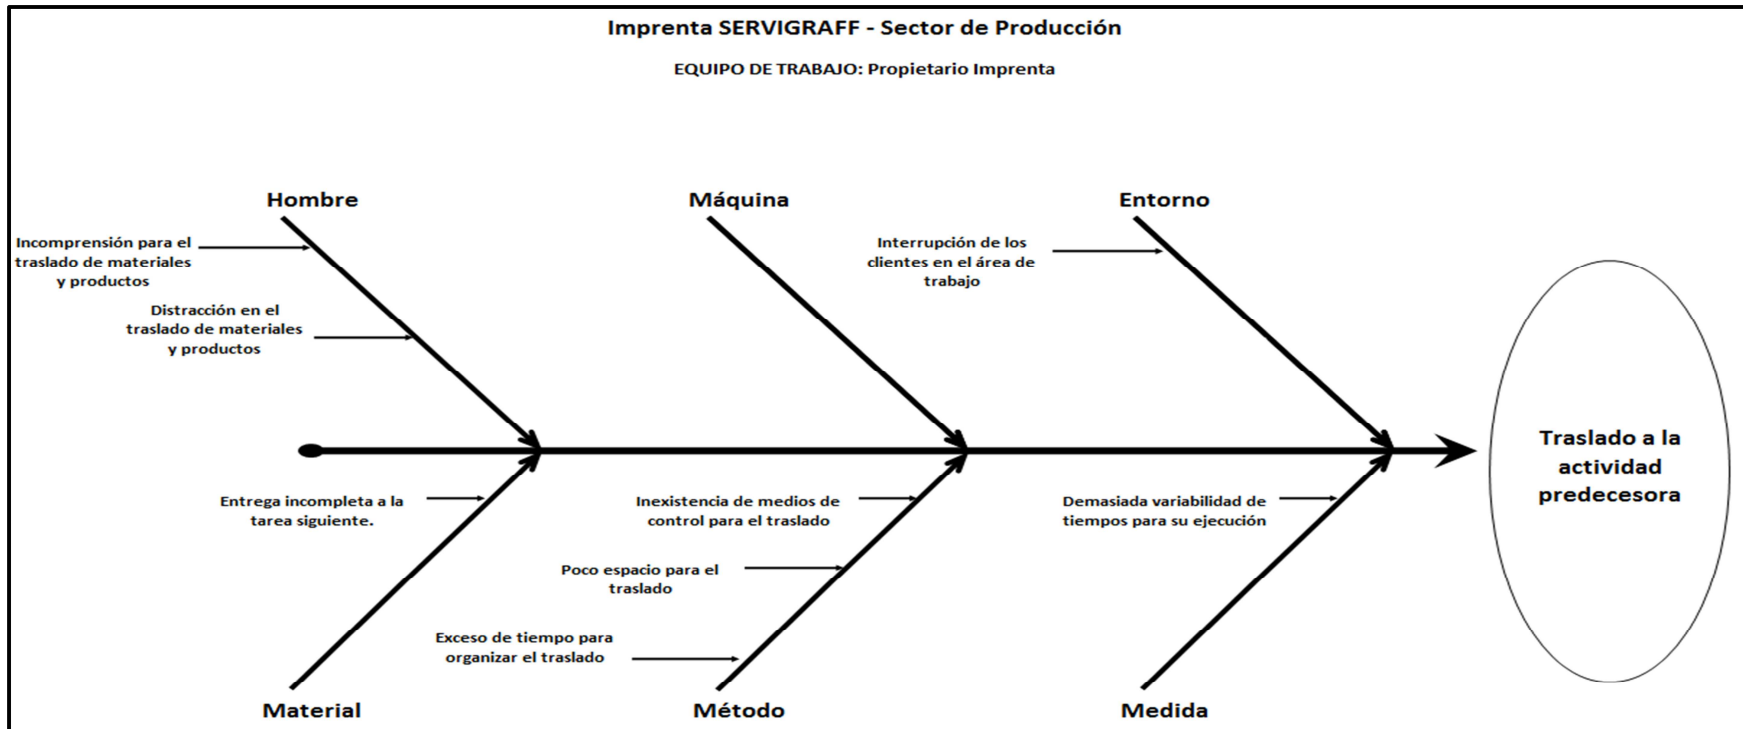 Imprenta SERVIGRAFF - Sector de Producción
EQUIPO DE TRABAJO: Propietario Imprenta
Hombre
Máquina
Entorno
Incomprensión para el
traslado de materiales
y productos
Distracción en el
traslado de materiales
y productos
Interrupción de los
clientes en el área de
trabajo
Traslado a la
actividad
predecesora
Entrega incompleta a la
tarea siguiente.
Inexistencia de medios de
control para el traslado
Poco espacio para el
traslado
Exceso de tiempo para
organizar el traslado
Demasiada variabilidad de
tiempos para su ejecución
Material
Método
Medida